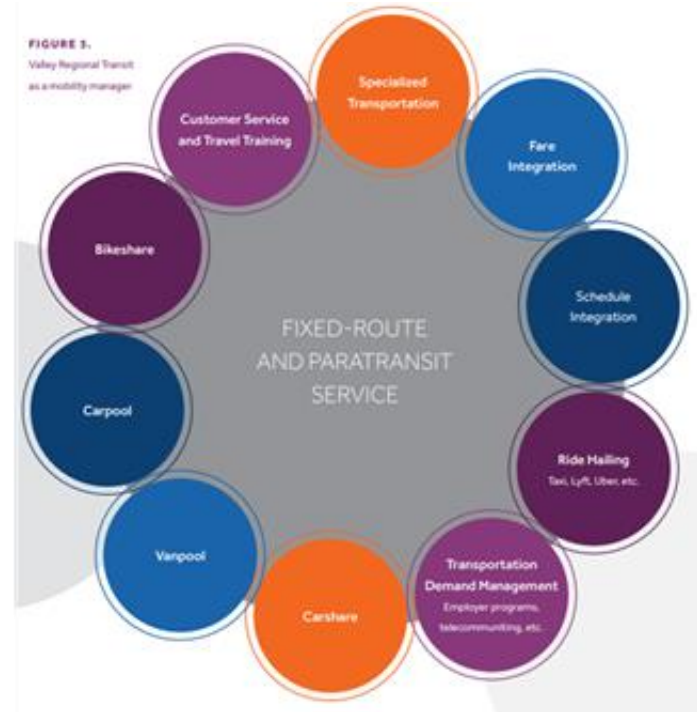 FIGURE 3.
Valley Regional Transit
as a mobility manager
Specialized
Transportation
Fare
Integration
Schedule
Integration
Ride Hailing
Taxi, Lyft, Uber, etc.
Transportation
Demand Management
Employer programs,
telecommuniting, etc.
Carshare
Vanpool
Carpool
Bikeshare
Customer Service
and Travel Training
FIXED-ROUTE
AND PARATRANSIT
SERVICE